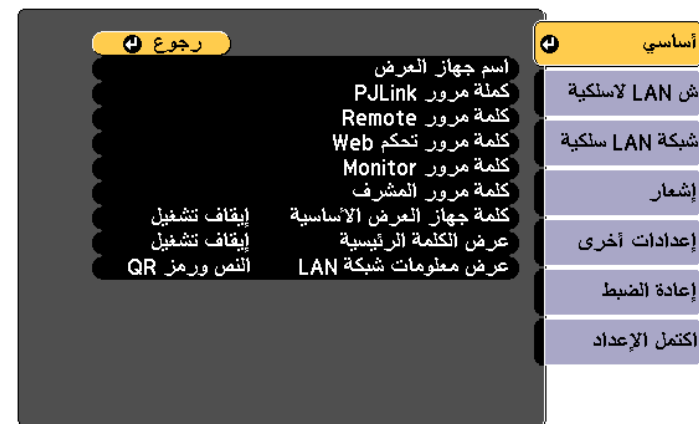 أساسي
ش LAN لاسلكية
شبكة LAN سلكية
إشعار
إعدادات أخرى
إعادة الضبط
اكتمل الإعداد
رجوع
اسم جهاز العرض
كملة مرور PJLink
كلمة مرور Remote
كلمة مرور تحكم Web
كلمة مرور Monitor
كلمة مرور المشرف
كلمة جهاز العرض الأساسية إيقاف تشغيل
عرض الكلمة الرئيسية إيقاف تشغيل
عرض معلومات شبكة LAN النص ورمز QR